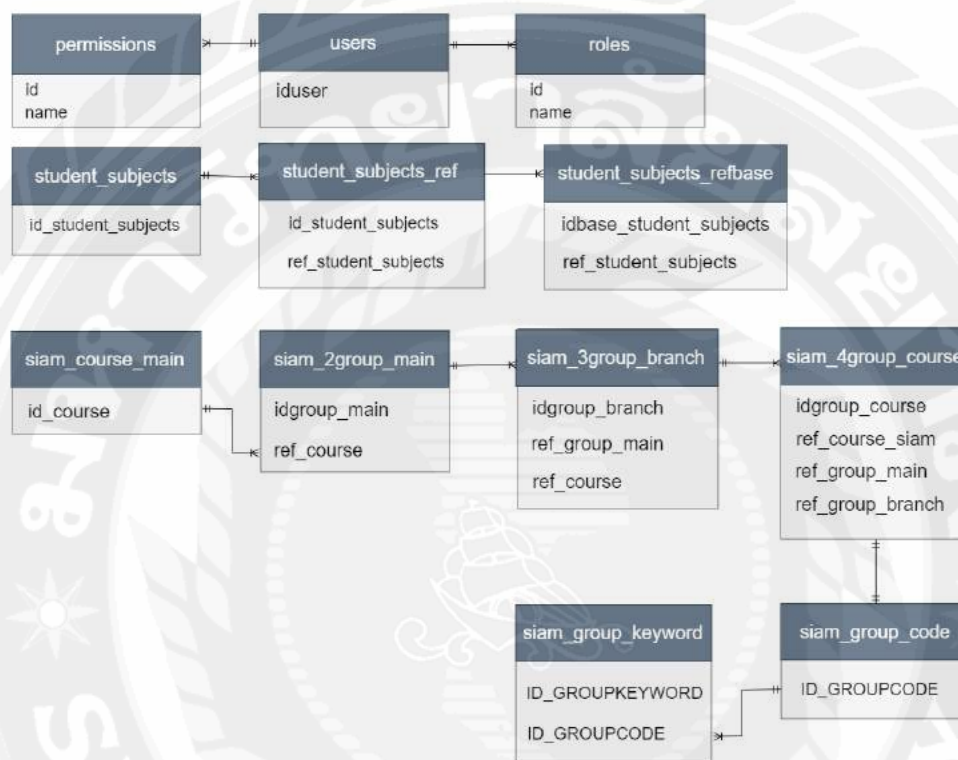 permissions
id
name
users
iduser
roles
id
name
student_subjects
id_student_subjects
student_subjects_ref
id_student_subjects
ref_student_subjects
student_subjects_refbase
idbase_student_subjects
ref_student_subjects
siam_course_main
id_course
siam_2group_main
idgroup_main
ref_course
siam_3group_branch
idgroup_branch
ref_group_main
ref_course
siam_4group_course
idgroup_course
ref_course_siam
ref_group_main
ref_group_branch
siam_group_keyword
ID_GROUPKEYWORD
ID_GROUPCODE
siam_group_code
ID_GROUPCODE